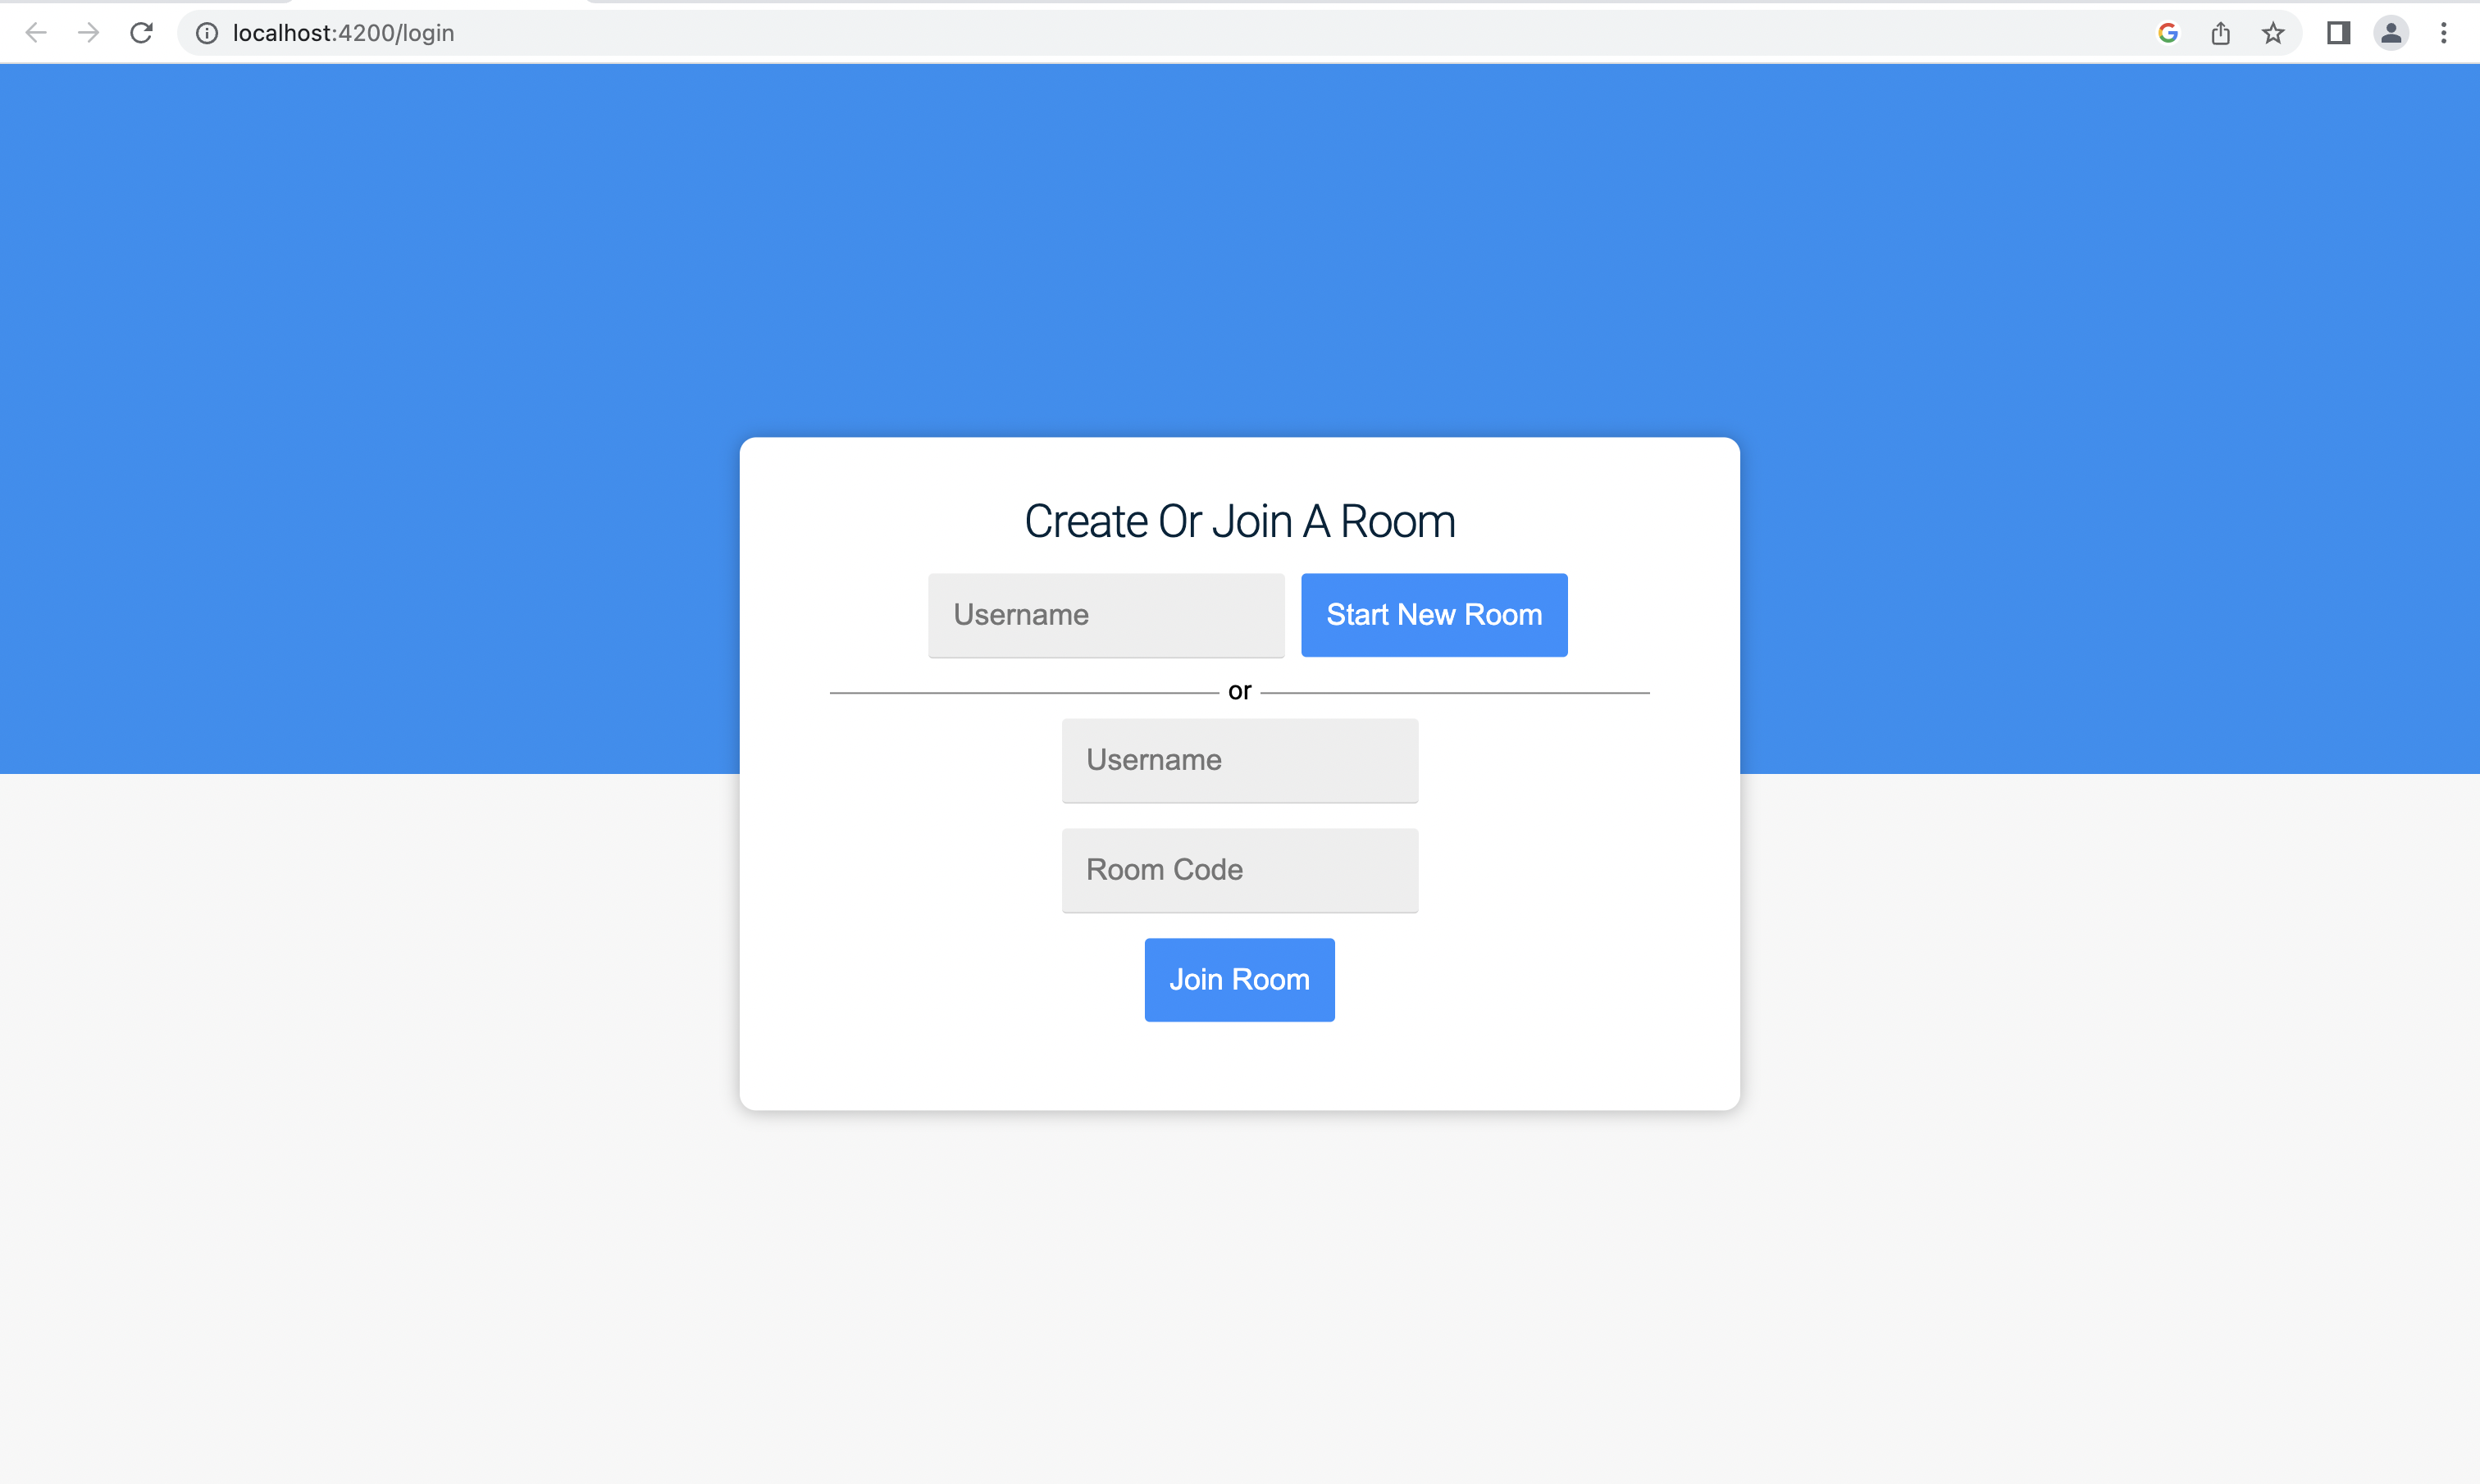 localhost:4200/login
Create Or Join A Room
Username
Start New Room
or
Username
Room Code
Join Room